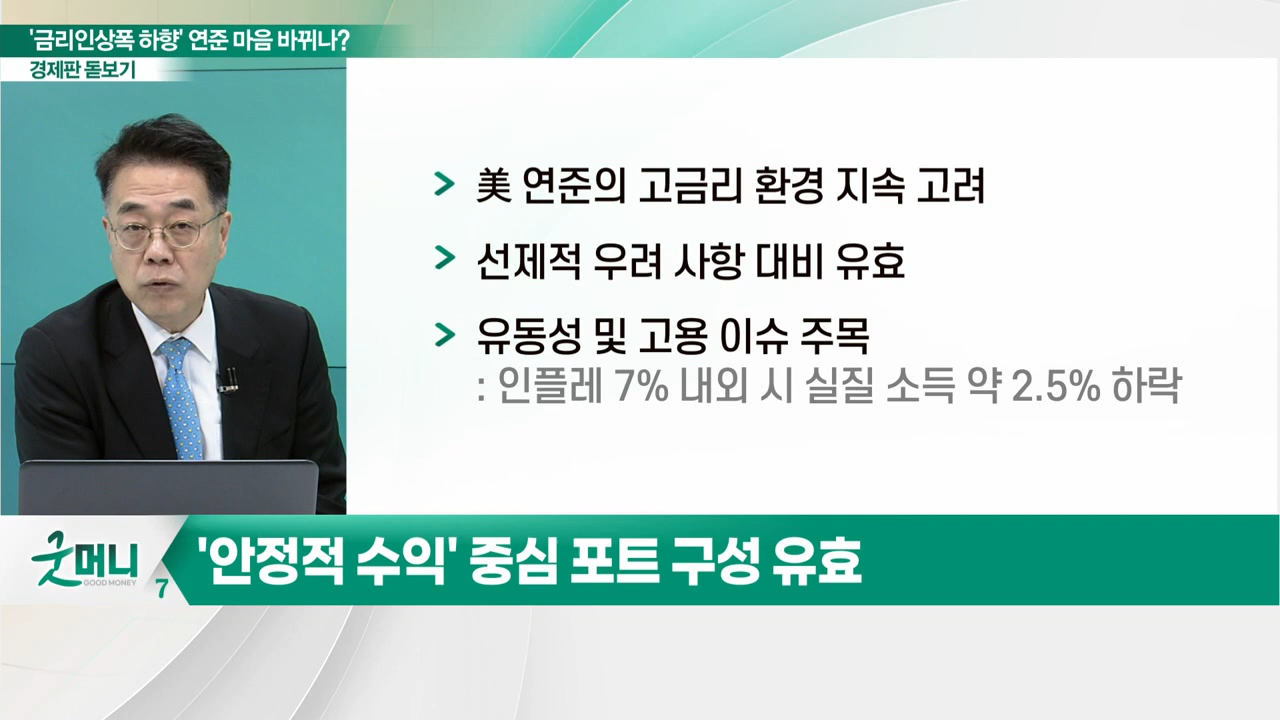 '금리인상폭 하향' 연준 마음 바뀌나?
경제판 돋보기
> 美 연준의 고금리 환경 지속 고려
> 선제적 우려 사항 대비 유효
> 유동성 및 고용 이슈 주목
: 인플레 7% 내외 시 실질 소득 약 2.5% 하락
굿머니
GOOD MONEY
7
'안정적 수익' 중심 포트 구성 유효